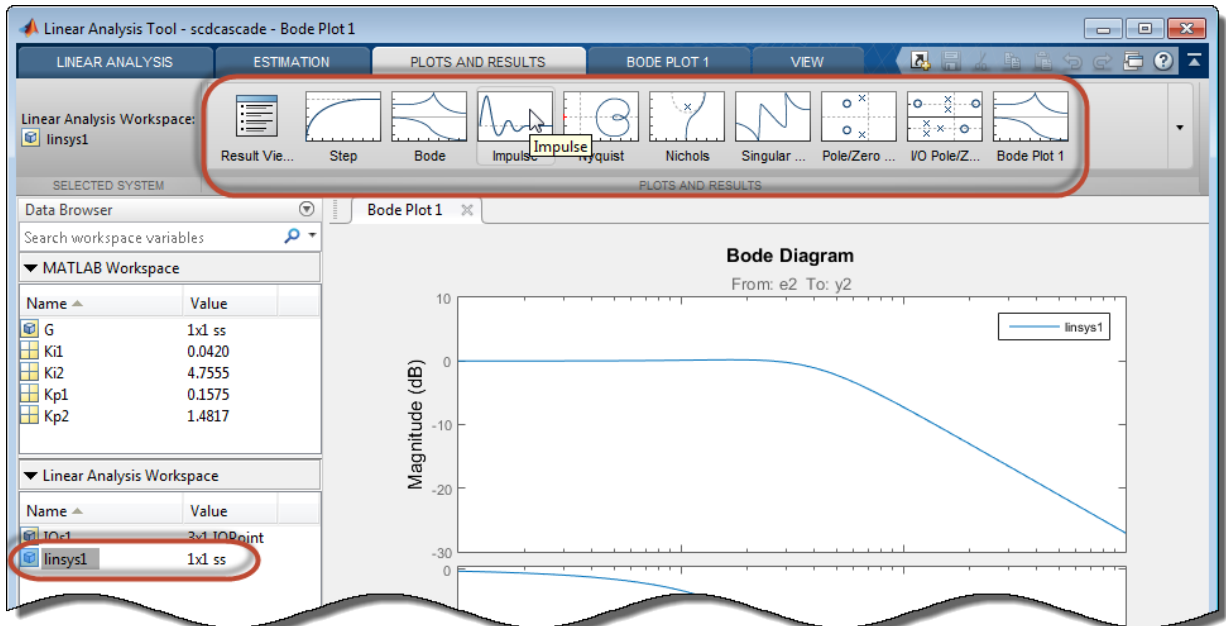 Linear Analysis Tool - scdcascade - Bode Plot 1
LINEAR ANALYSIS ESTIMATION PLOTS AND RESULTS BODE PLOT 1 VIEW
Linear Analysis Workspace:
linsys1
Result Vie... Step Bode Impulse Nyquist Nichols Singular ... Pole/Zero ... I/O Pole/Z... Bode Plot 1
Impulse
SELECTED SYSTEM PLOTS AND RESULTS
Data Browser
Search workspace variables
MATLAB Workspace
Name Value
G 1x1 ss
Ki1 0.0420
Ki2 4.7555
Kp1 0.1575
Kp2 1.4817
Linear Analysis Workspace
Name Value
IOs1 3x1 IOPoint
linsys1 1x1 ss
Bode Plot 1
Bode Diagram
From: e2 To: y2
linsys1
Magnitude (dB)
10
0
-10
-20
-30
0